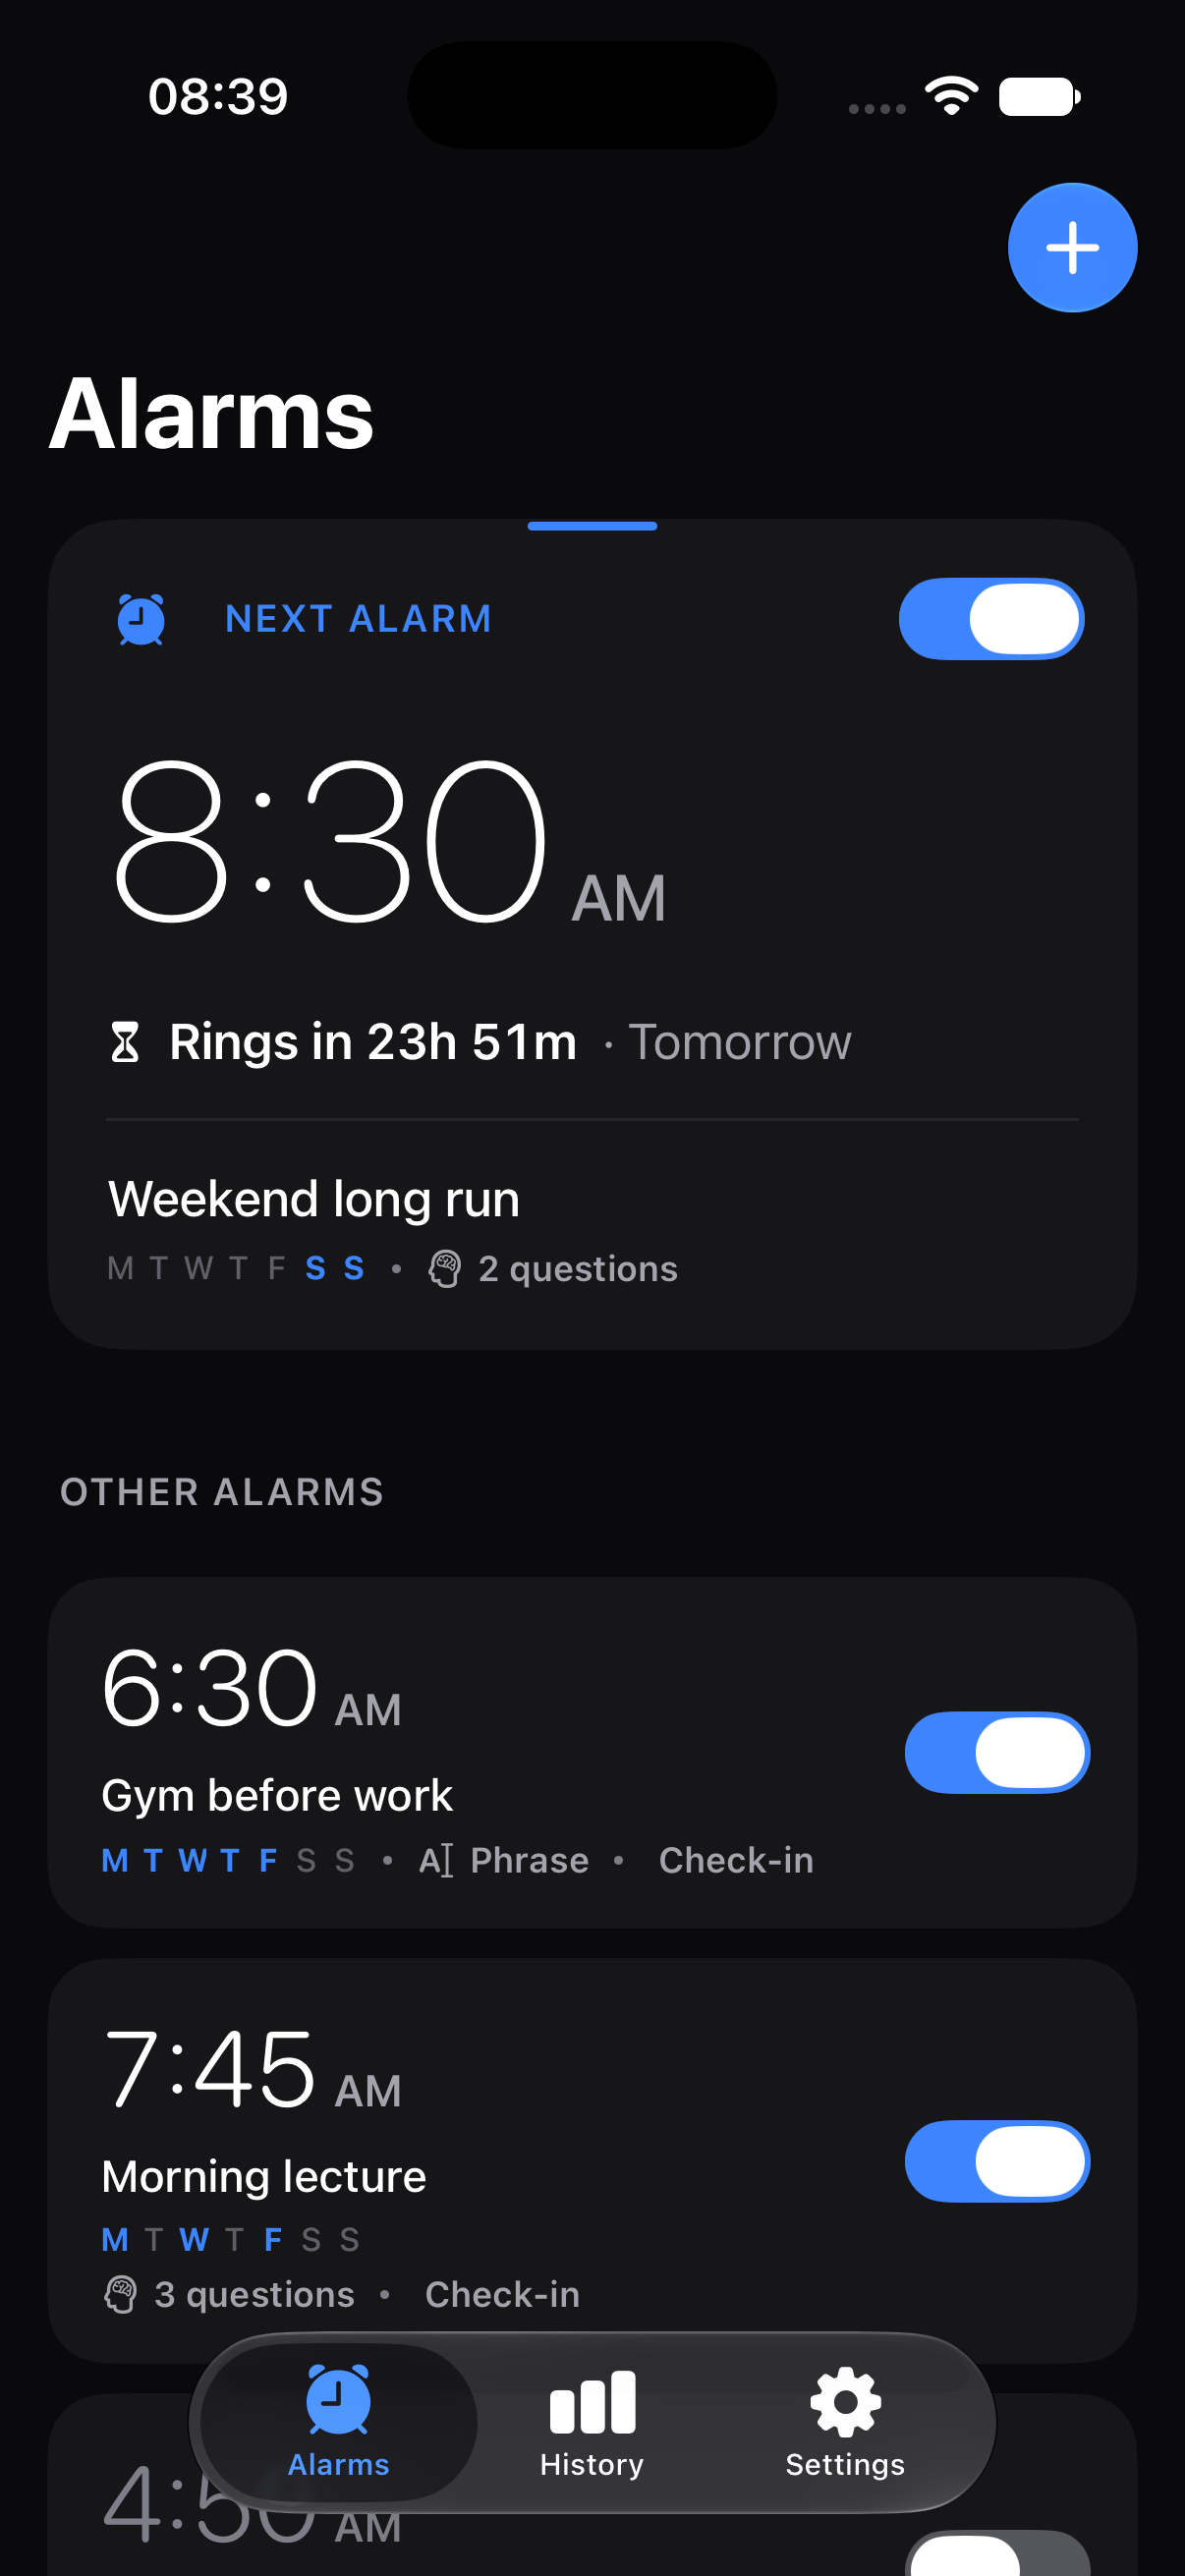 08:39
Alarms
NEXT ALARM
8:30 AM
Rings in 23h 51m · Tomorrow
Weekend long run
M T W T F S S • 2 questions
OTHER ALARMS
6:30 AM
Gym before work
M T W T F S S • Phrase • Check-in
7:45 AM
Morning lecture
M T W T F S S
3 questions • Check-in
4:50 AM
Alarms History Settings